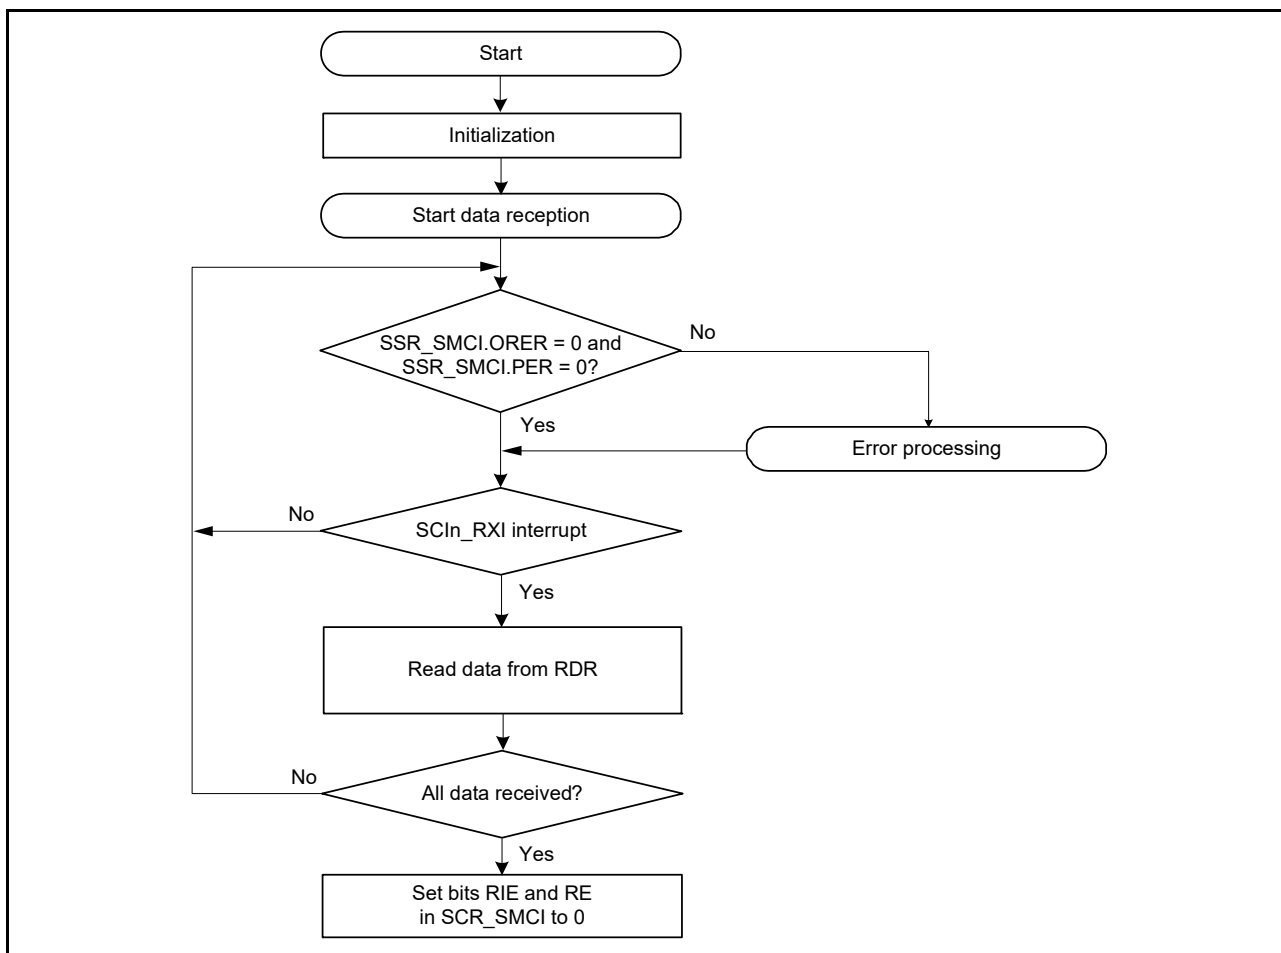 Start
Initialization
Start data reception
SSR_SMCI.ORER = 0 and
SSR_SMCI.PER = 0?
No
Yes
Error processing
SCIn_RXI interrupt
No
Yes
Read data from RDR
All data received?
No
Yes
Set bits RIE and RE
in SCR_SMCI to 0